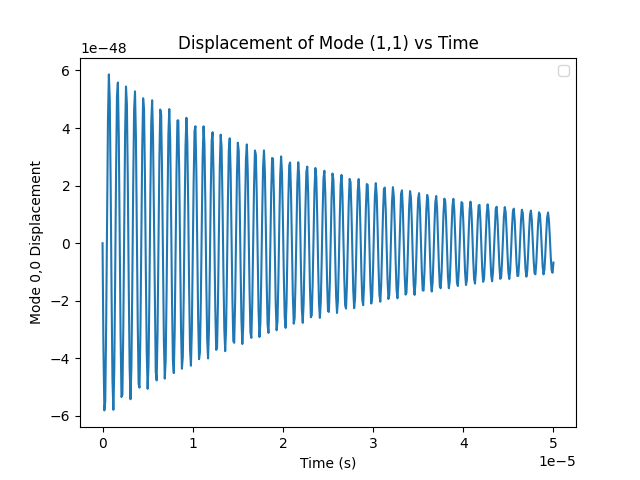 Displacement of Mode (1,1) vs Time
1e−48
6
4
2
0
−2
−4
−6
Mode 0,0 Displacement
0
1
2
3
4
5
1e−5
Time (s)